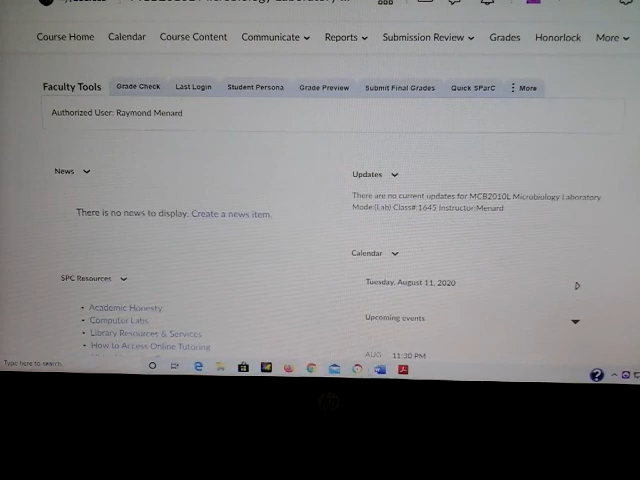 Course Home Calendar Course Content Communicate Reports Submission Review Grades Honorlock More
Faculty Tools Grade Check Last Login Student Persona Grade Preview Submit Final Grades Quick SParC More
Authorized User: Raymond Menard
News
There is no news to display. Create a news item.
Updates
There are no current updates for MCB2010L Microbiology Laboratory
Mode:(Lab) Class#:1645 Instructor:Menard
Calendar
Tuesday, August 11, 2020
Upcoming events
AUG 11:30 PM
SPC Resources
Academic Honesty
Computer Labs
Library Resources & Services
How to Access Online Tutoring
Type here to search
hp